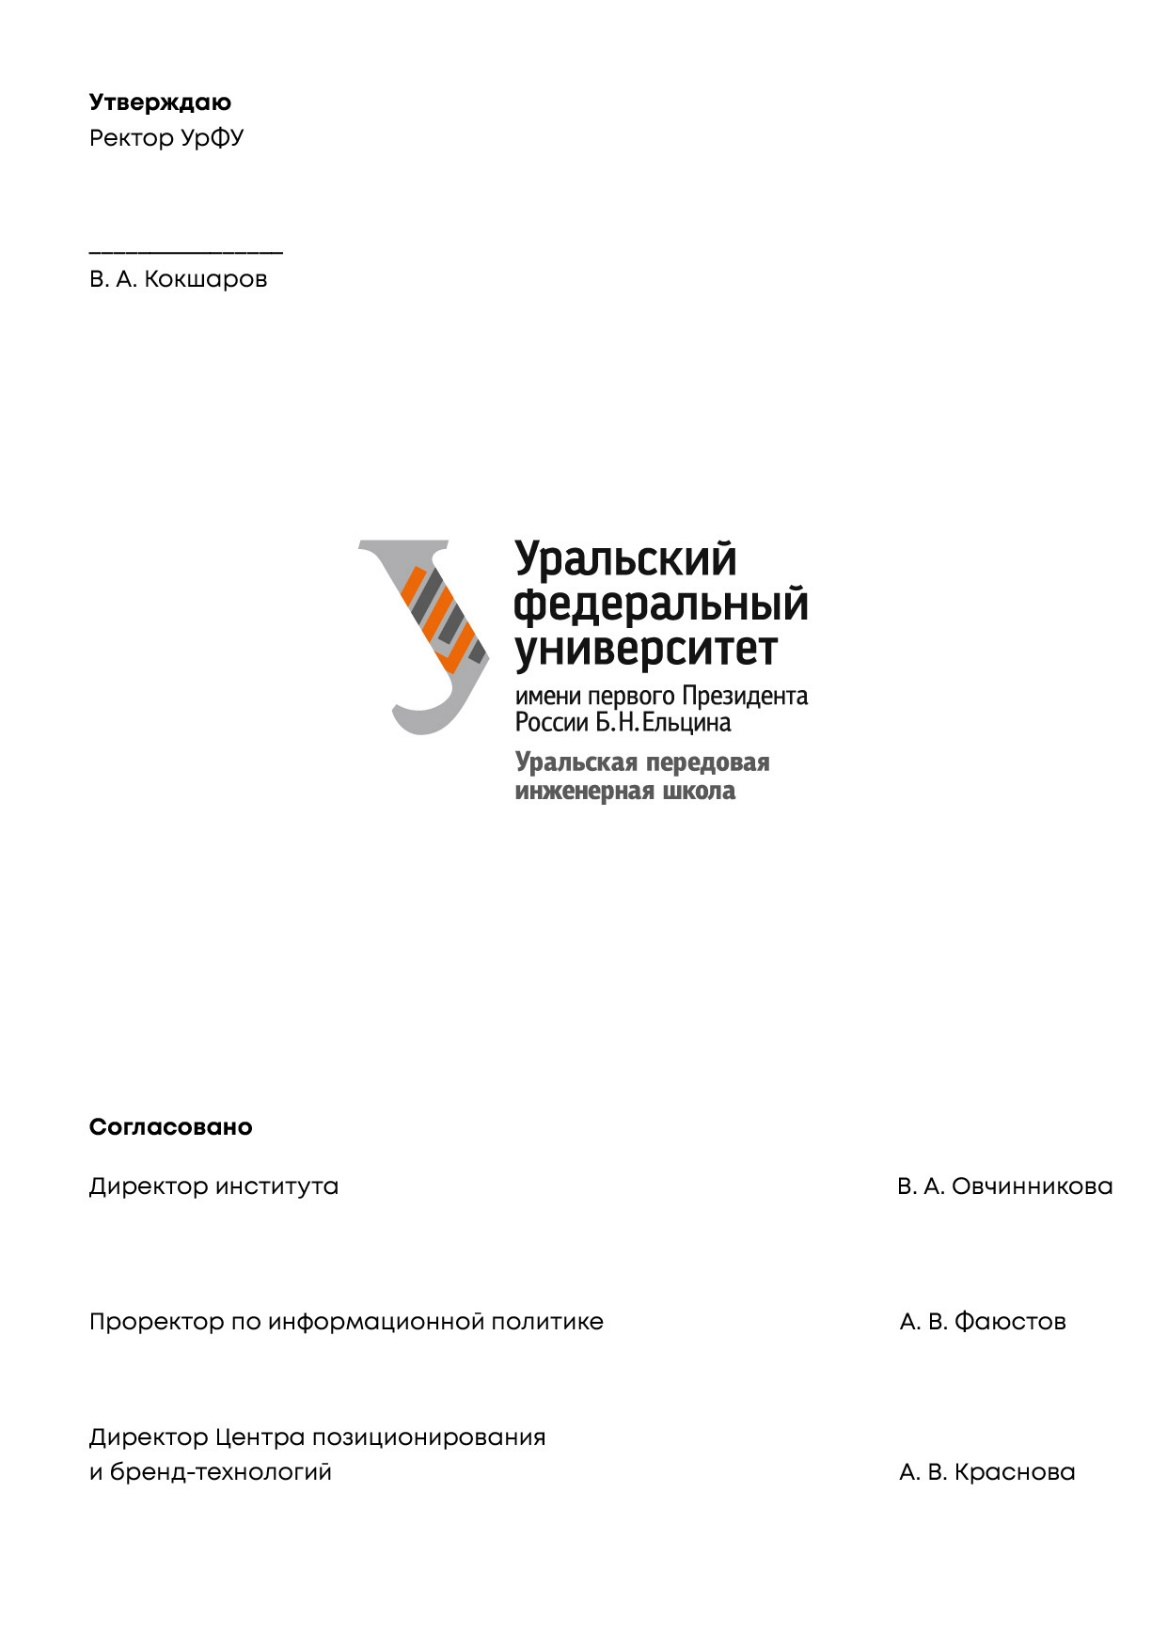 Утверждаю
Ректор УрФУ
________________
В. А. Кокшаров
Уральский
федеральный
университет
имени первого Президента
России Б.Н.Ельцина
Уральская передовая
инженерная школа
Согласовано
Директор института В. А. Овчинникова
Проректор по информационной политике А. В. Фаюстов
Директор Центра позиционирования
и бренд-технологий А. В. Краснова